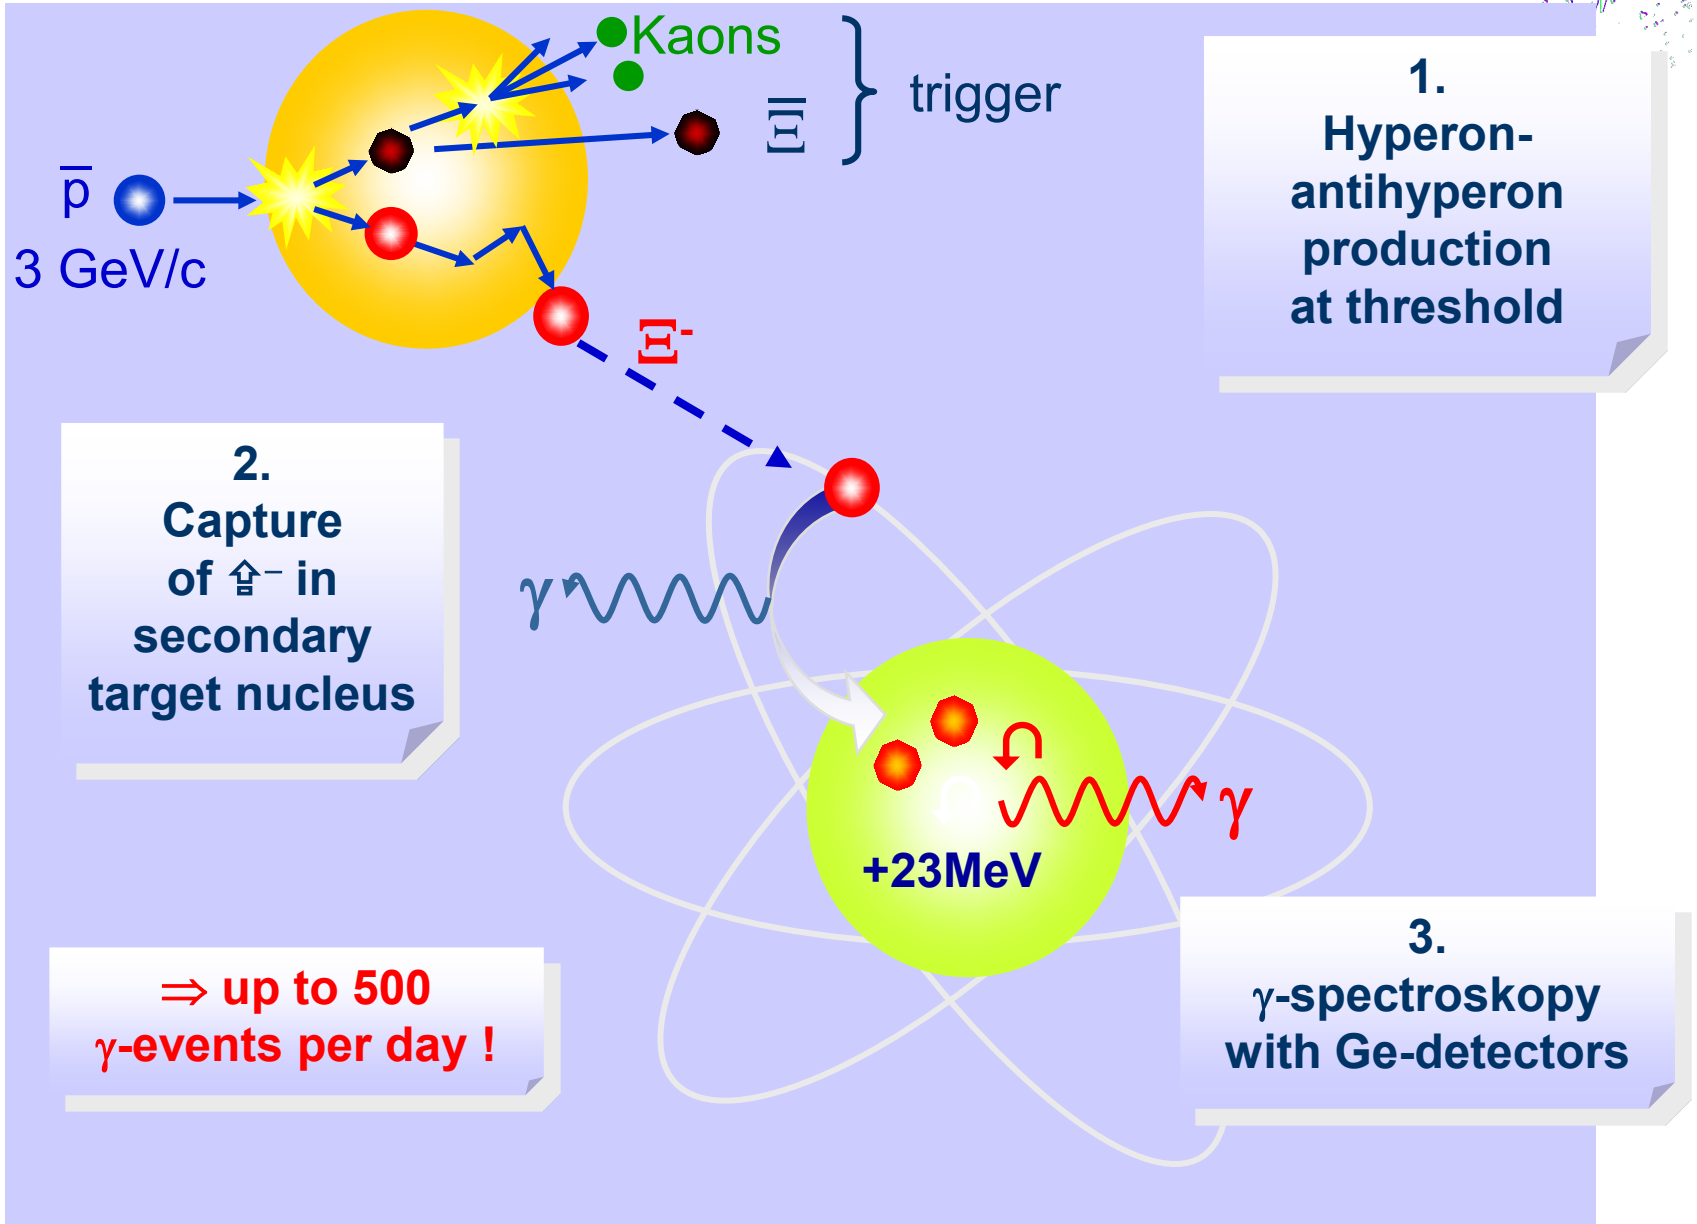 Kaons
Ξ̅
trigger
p̅
3 GeV/c
Ξ-
1.
Hyperon-
antihyperon
production
at threshold
2.
Capture
of ⇪− in
secondary
target nucleus
γ
γ
+23MeV
⇒ up to 500
γ-events per day !
3.
γ-spectroskopy
with Ge-detectors